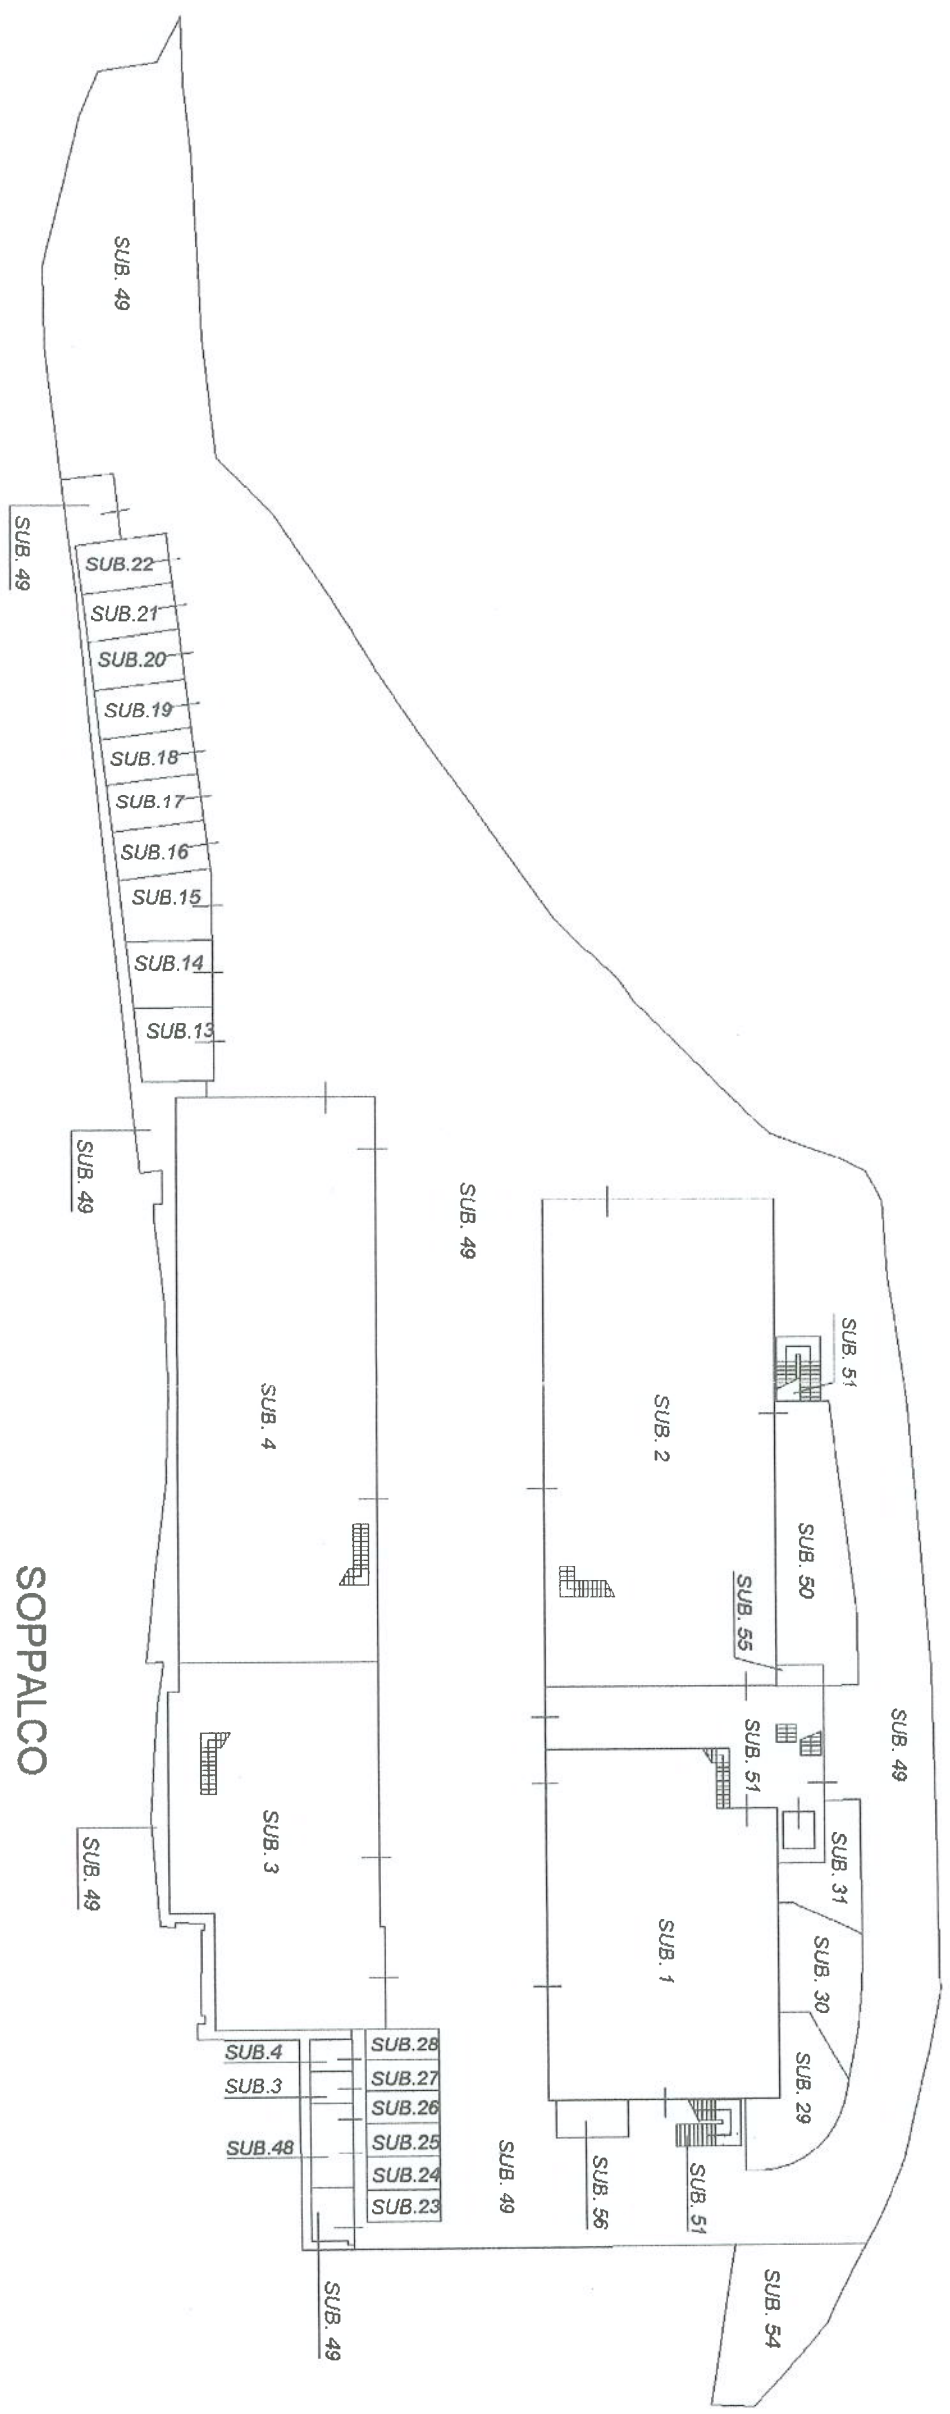 SUB. 49
SUB. 49
SUB.22
SUB.21
SUB.20
SUB.19
SUB.18
SUB.17
SUB.16
SUB.15
SUB.14
SUB.13
SUB. 49
SUB. 49
SUB. 51
SUB. 4
SUB. 2
SUB. 50
SUB. 55
SOPPALCO
SUB. 49
SUB. 51
SUB. 3
SUB. 49
SUB. 31
SUB. 1
SUB. 30
SUB. 29
SUB.4
SUB.3
SUB.48
SUB.28
SUB.27
SUB.26
SUB.25
SUB.24
SUB.23
SUB. 49
SUB. 56
SUB. 51
SUB. 49
SUB. 54